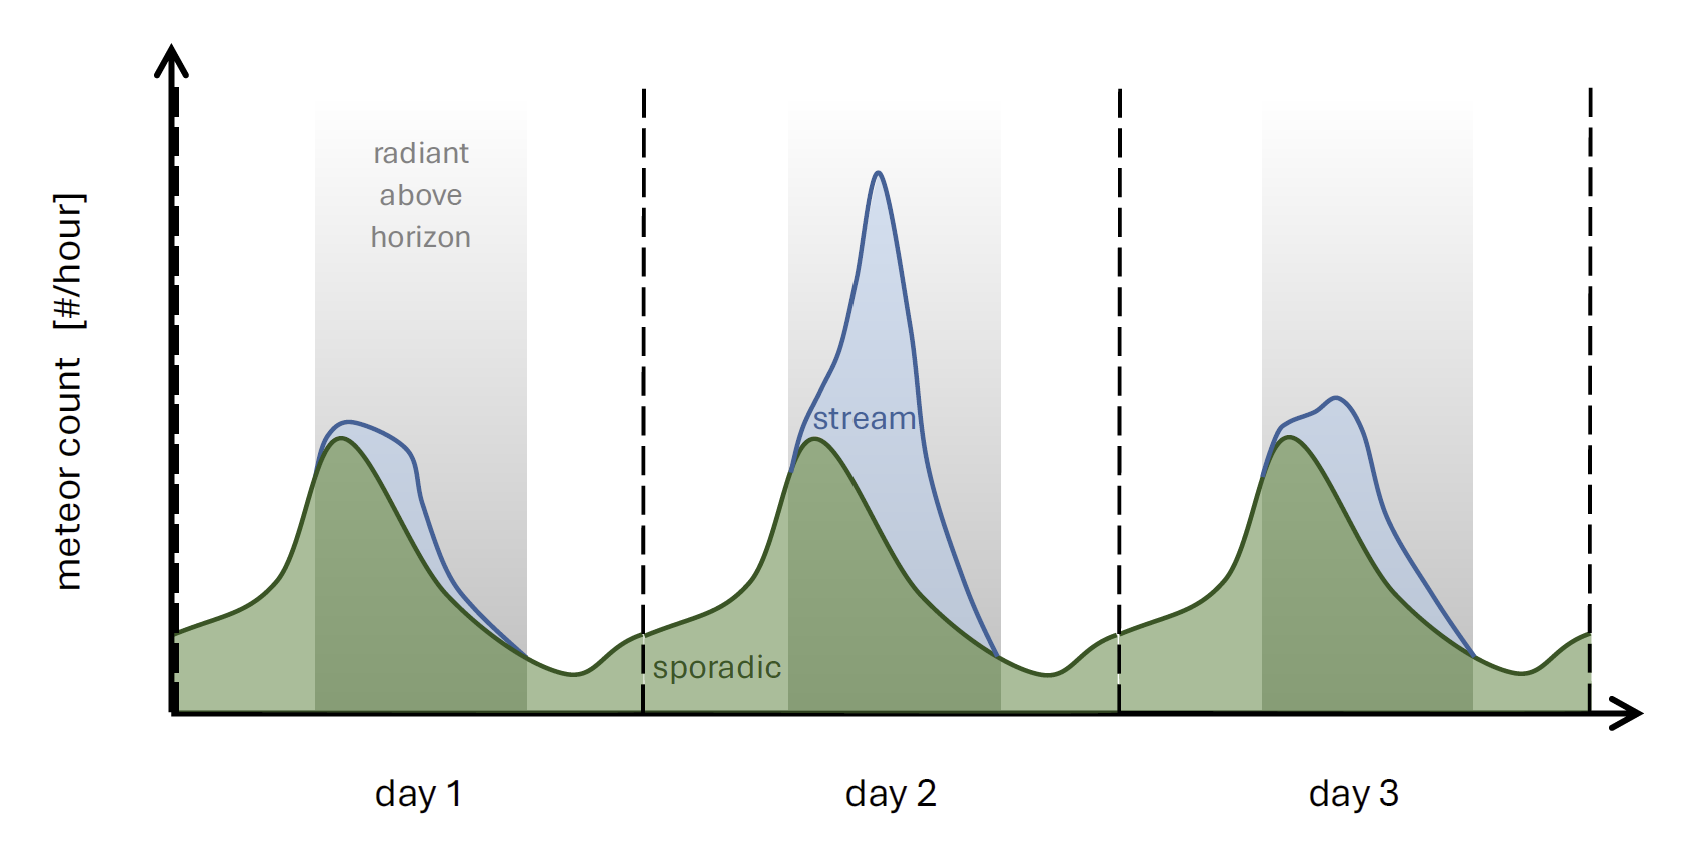 meteor count [#/hour]
radiant
above
horizon
stream
sporadic
day 1
day 2
day 3